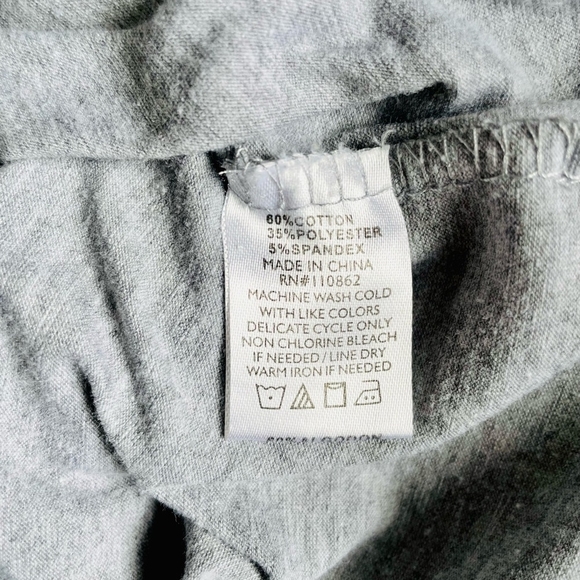 60%COTTON
35%POLYESTER
5%SPANDEX
MADE IN CHINA
RN#110862
MACHINE WASH COLD
WITH LIKE COLORS
DELICATE CYCLE ONLY
NON CHLORINE BLEACH
IF NEEDED / LINE DRY
WARM IRON IF NEEDED